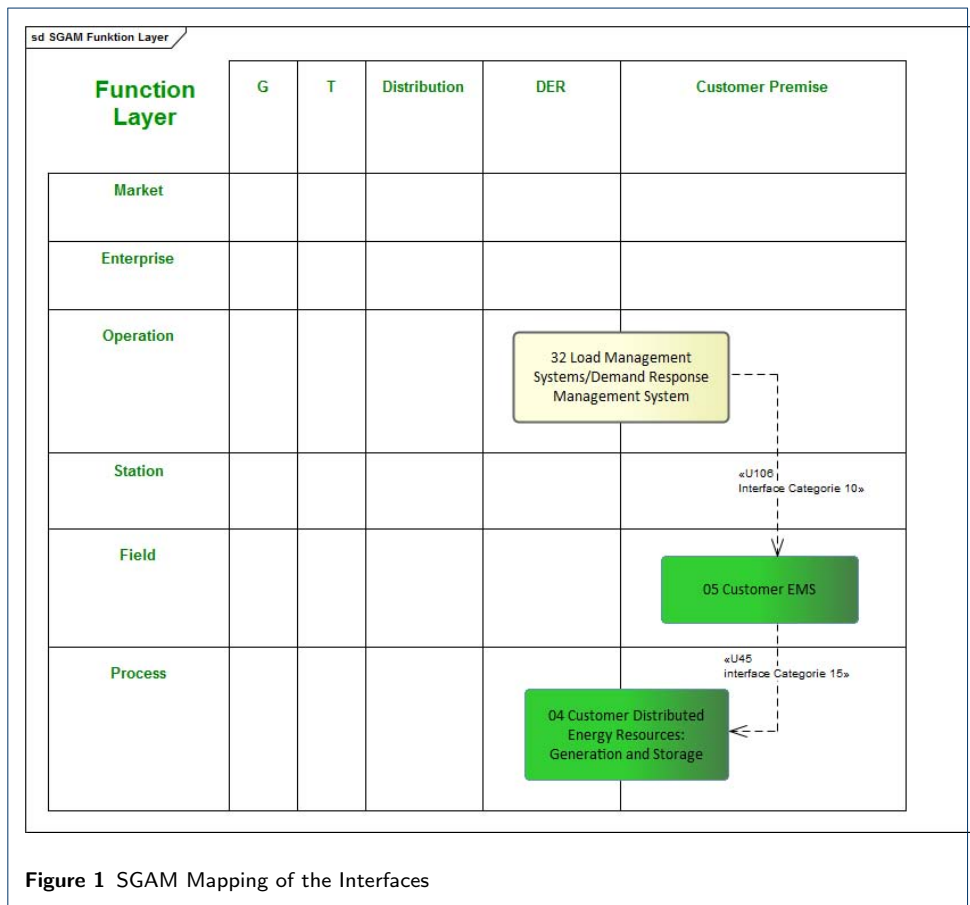 sd SGAM Funktion Layer
Function
Layer
G
T
Distribution
DER
Customer Premise
Market
Enterprise
Operation
32 Load Management
Systems/Demand Response
Management System
Station
«U106
Interface Categorie 10»
Field
05 Customer EMS
Process
«U45
interface Categorie 15»
04 Customer Distributed
Energy Resources:
Generation and Storage
Figure 1 SGAM Mapping of the Interfaces